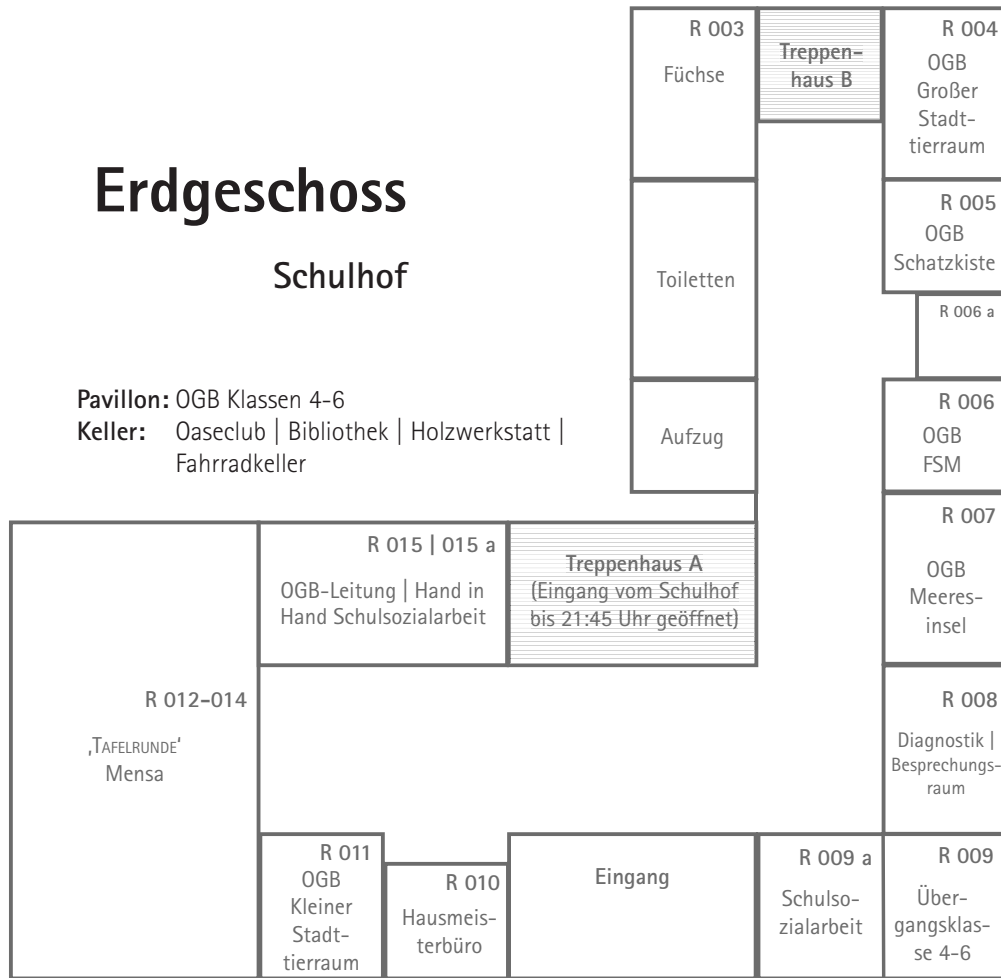 Erdgeschoss
Schulhof
Pavillon: OGB Klassen 4-6
Keller: Oaseclub | Bibliothek | Holzwerkstatt |
Fahrradkeller
R 003
Füchse
Treppen-
haus B
R 004
OGB
Großer
Stadt-
tierraum
Toiletten
R 005
OGB
Schatzkiste
R 006 a
Aufzug
R 006
OGB
FSM
R 007
OGB
Meeres-
insel
R 015 | 015 a
OGB-Leitung | Hand in
Hand Schulsozialarbeit
Treppenhaus A
(Eingang vom Schulhof
bis 21:45 Uhr geöffnet)
R 012-014
‚TAFELRUNDE‘
Mensa
R 008
Diagnostik |
Besprechungs-
raum
R 011
OGB
Kleiner
Stadt-
tierraum
R 010
Hausmeis-
terbüro
Eingang
R 009 a
Schulso-
zialarbeit
R 009
Über-
gangsklas-
se 4-6